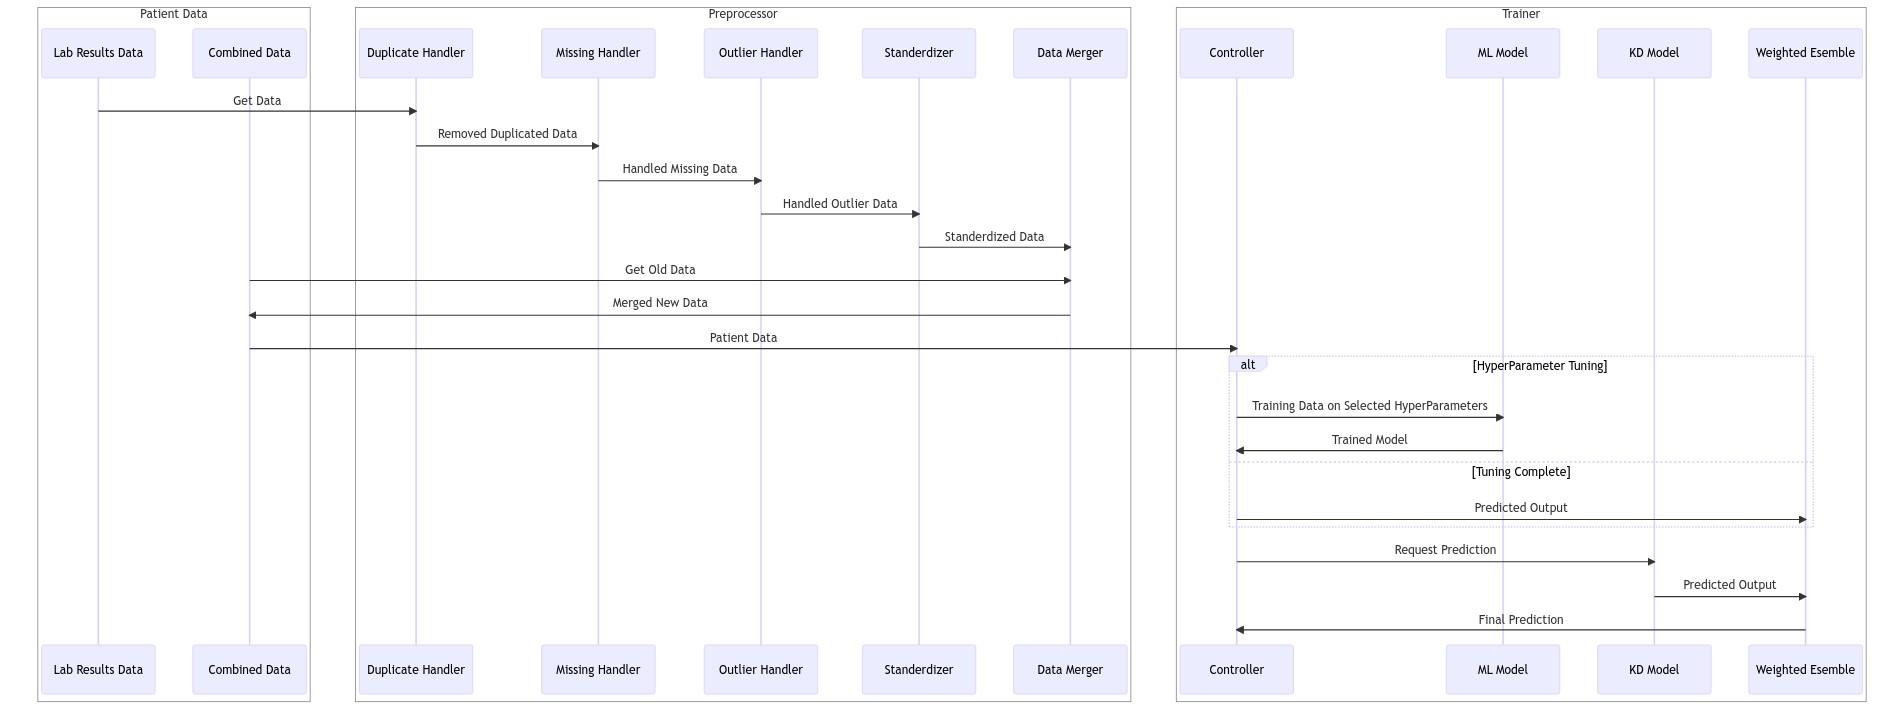 Patient Data
Preprocessor
Trainer
Lab Results Data
Combined Data
Duplicate Handler
Missing Handler
Outlier Handler
Standerdizer
Data Merger
Controller
ML Model
KD Model
Weighted Esemble
Get Data
Removed Duplicated Data
Handled Missing Data
Handled Outlier Data
Standerdized Data
Get Old Data
Merged New Data
Patient Data
alt
[HyperParameter Tuning]
Training Data on Selected HyperParameters
Trained Model
[Tuning Complete]
Predicted Output
Request Prediction
Predicted Output
Final Prediction
Lab Results Data
Combined Data
Duplicate Handler
Missing Handler
Outlier Handler
Standerdizer
Data Merger
Controller
ML Model
KD Model
Weighted Esemble